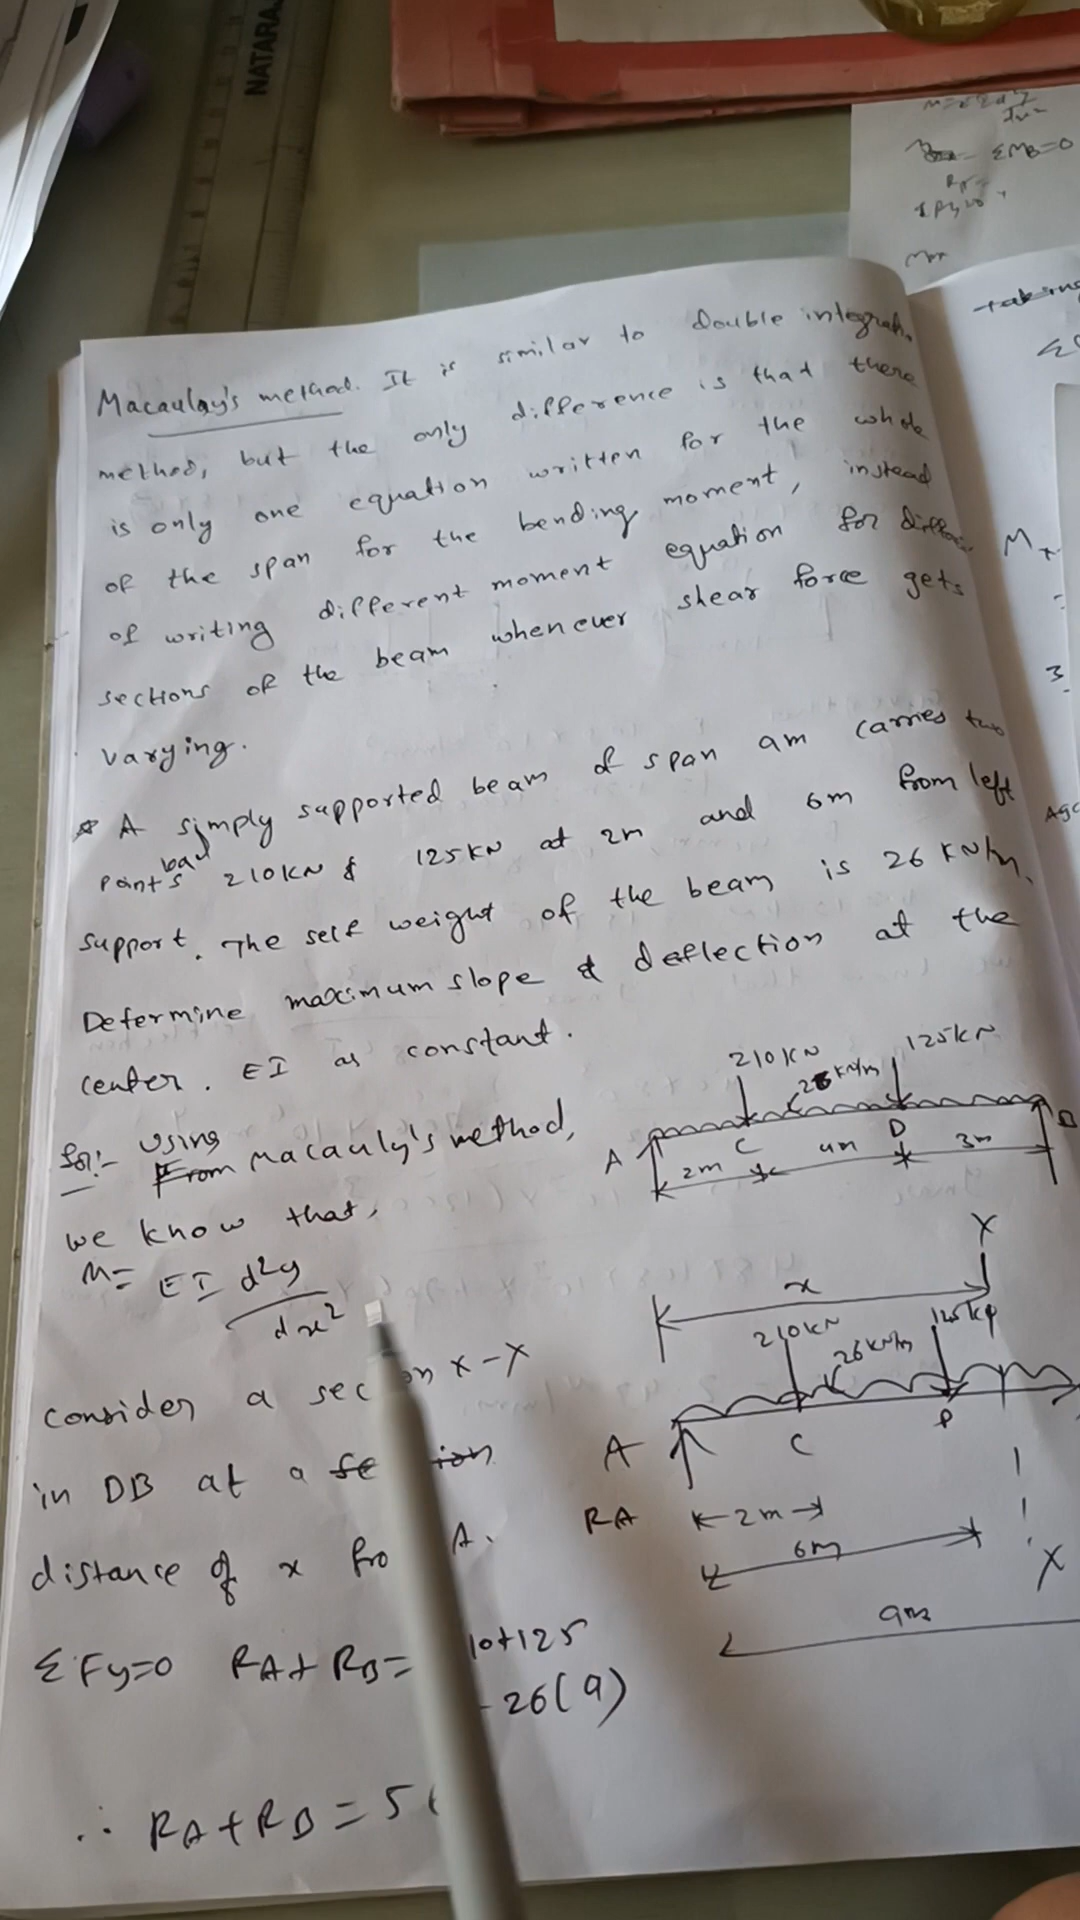 NATARAJ
ΣMB=0
Macaulay's method. It is similar to double integrah.
method, but the only difference is that there
is only one equation written for the whole
of the span for the bending moment, instead
of writing different moment equation for
sections of the beam whenever shear force gets
varying.
* A simply supported beam of span 9m carries two
point's 210KN & 125KN at 2m and 6m from left
support. The self weight of the beam is 26 KN/m.
Determine maximum slope & deflection at the
center. EI as constant.
210KN
26KN/m
125KN
A
C
D
B
2m
4m
3m
Sol:- Using
From Macauly's method,
we know that,
M= EI d²y
dx²
Consider a sec on X-X
in DB at a
distance of x fro A.
X
x
210KN
26KN/m
A
C
RA
2m
6m
X
9m
ΣFy=0 RA+RB= 10+125
26(9)
∴ RA+RB=5
taking